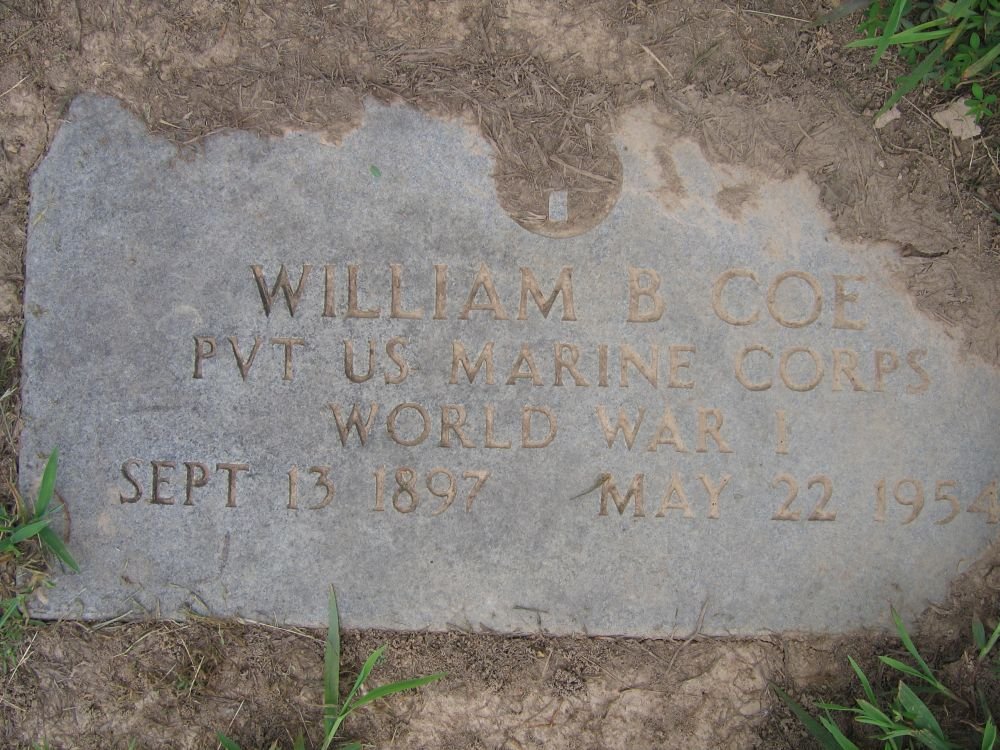 WILLIAM B COE
PVT US MARINE CORPS
WORLD WAR I
SEPT 13 1897 MAY 22 1954